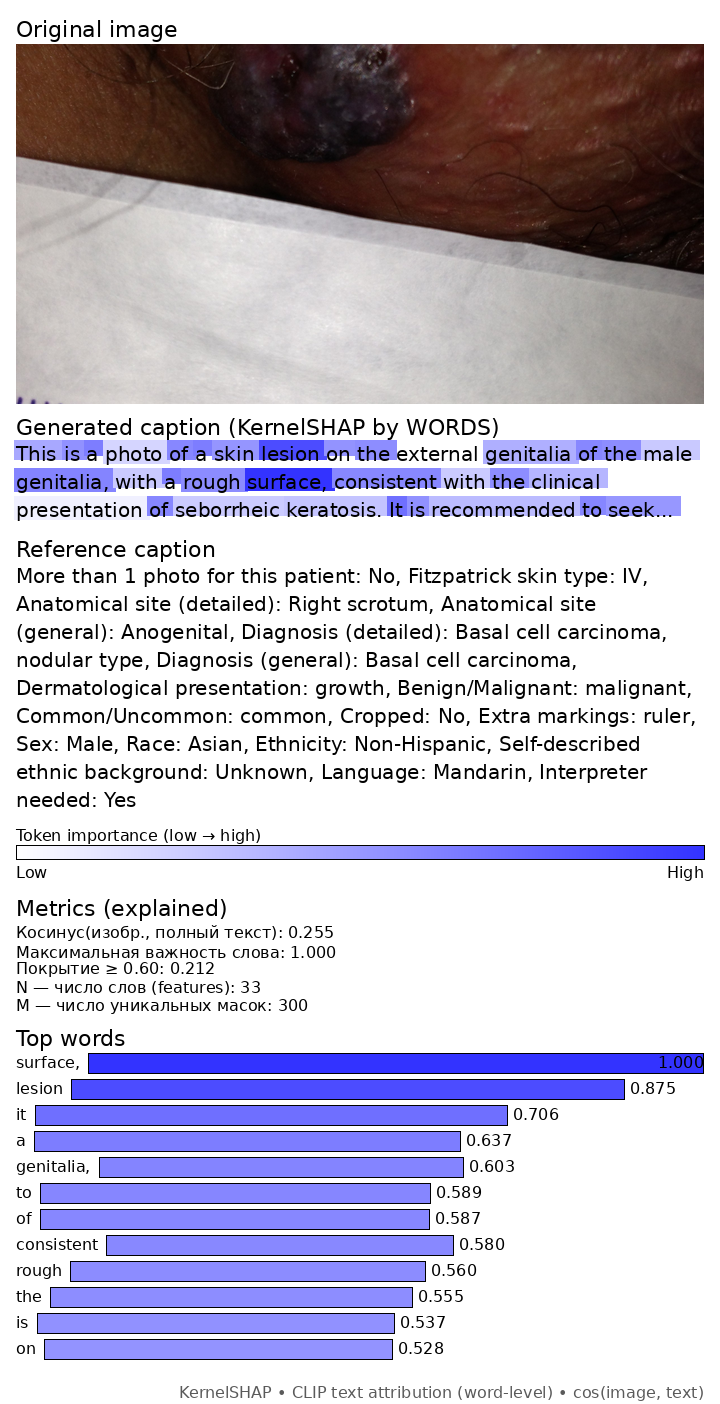 Original image
Generated caption (KernelSHAP by WORDS)
This is a photo of a skin lesion on the external genitalia of the male
genitalia, with a rough surface, consistent with the clinical
presentation of seborrheic keratosis. It is recommended to seek...
Reference caption
More than 1 photo for this patient: No, Fitzpatrick skin type: IV,
Anatomical site (detailed): Right scrotum, Anatomical site
(general): Anogenital, Diagnosis (detailed): Basal cell carcinoma,
nodular type, Diagnosis (general): Basal cell carcinoma,
Dermatological presentation: growth, Benign/Malignant: malignant,
Common/Uncommon: common, Cropped: No, Extra markings: ruler,
Sex: Male, Race: Asian, Ethnicity: Non-Hispanic, Self-described
ethnic background: Unknown, Language: Mandarin, Interpreter
needed: Yes
Token importance (low → high)
Low High
Metrics (explained)
Косинус(изобр., полный текст): 0.255
Максимальная важность слова: 1.000
Покрытие ≥ 0.60: 0.212
N — число слов (features): 33
M — число уникальных масок: 300
Top words
surface, 1.000
lesion 0.875
it 0.706
a 0.637
genitalia, 0.603
to 0.589
of 0.587
consistent 0.580
rough 0.560
the 0.555
is 0.537
on 0.528
KernelSHAP • CLIP text attribution (word-level) • cos(image, text)